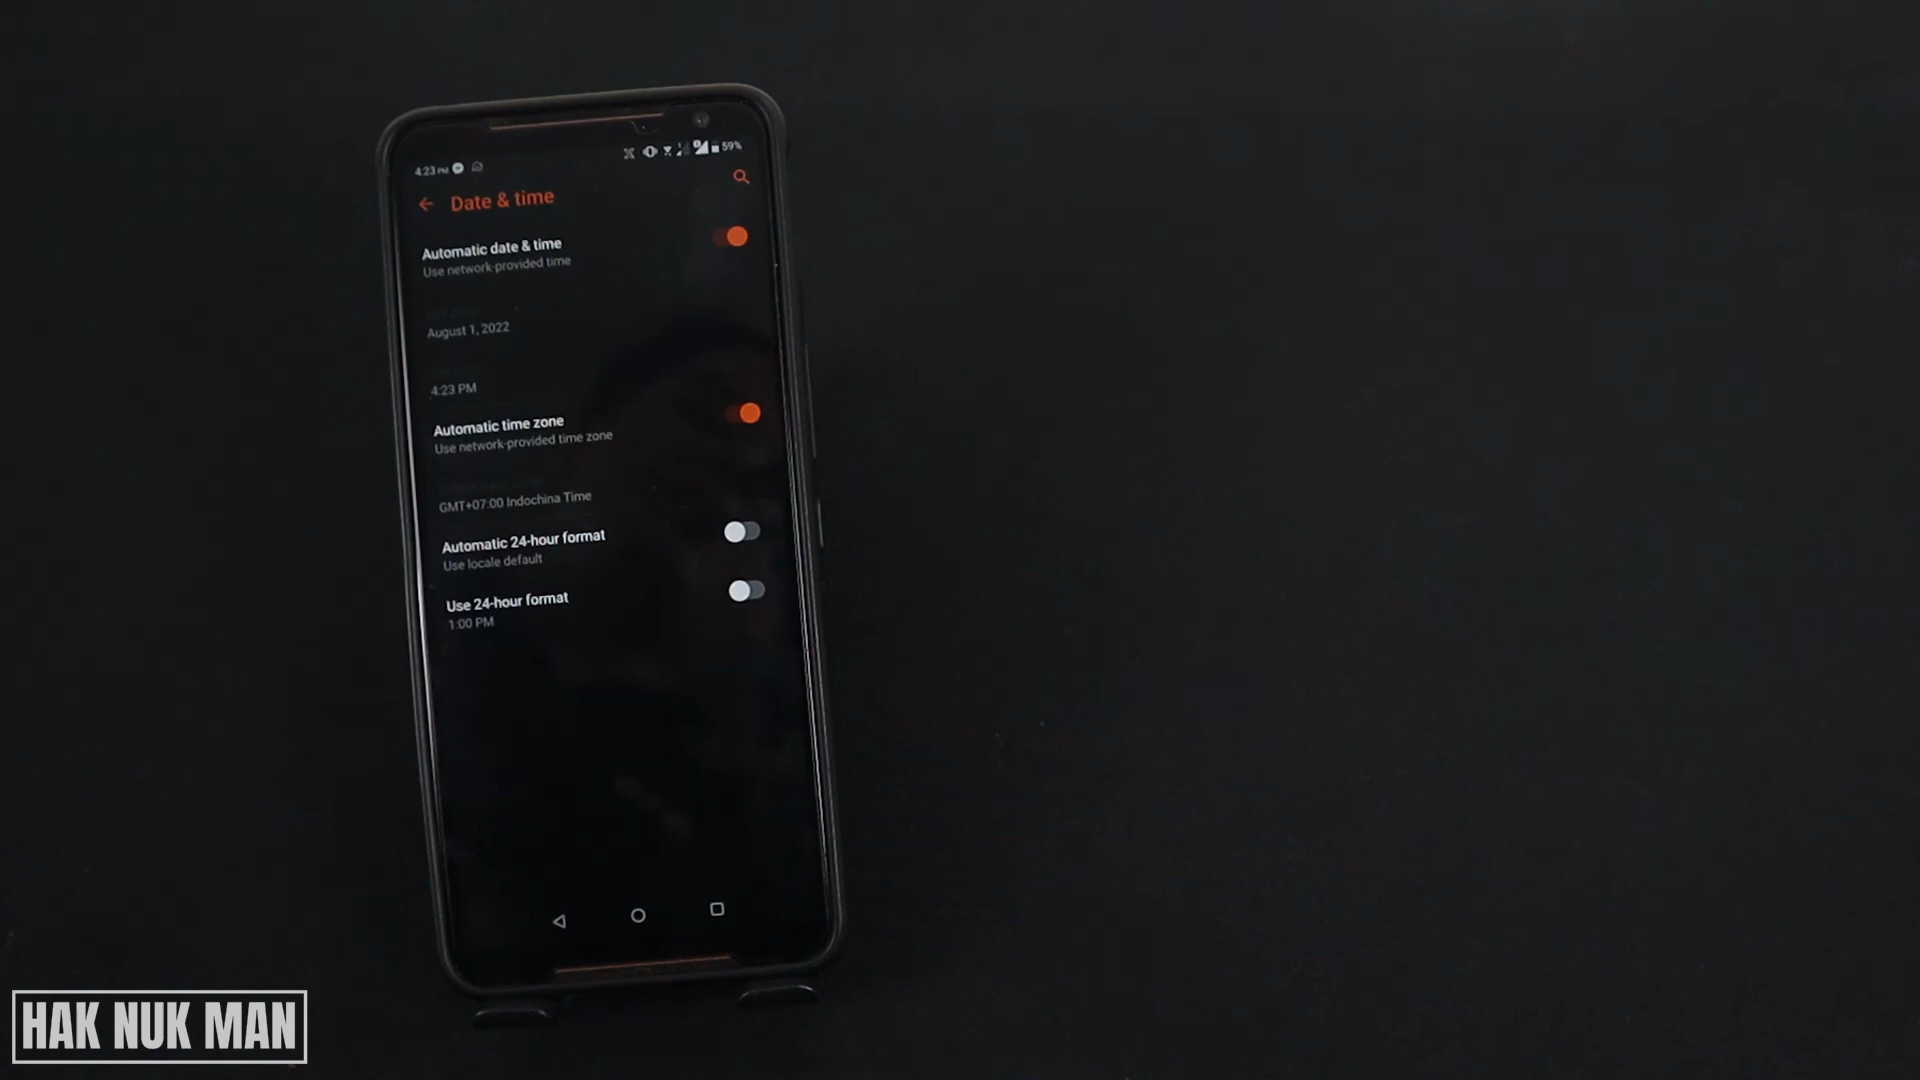 4:23 PM
59%
Date & time
Automatic date & time
Use network-provided time
August 1, 2022
4:23 PM
Automatic time zone
Use network-provided time zone
GMT+07:00 Indochina Time
Automatic 24-hour format
Use locale default
Use 24-hour format
1:00 PM
HAK NUK MAN